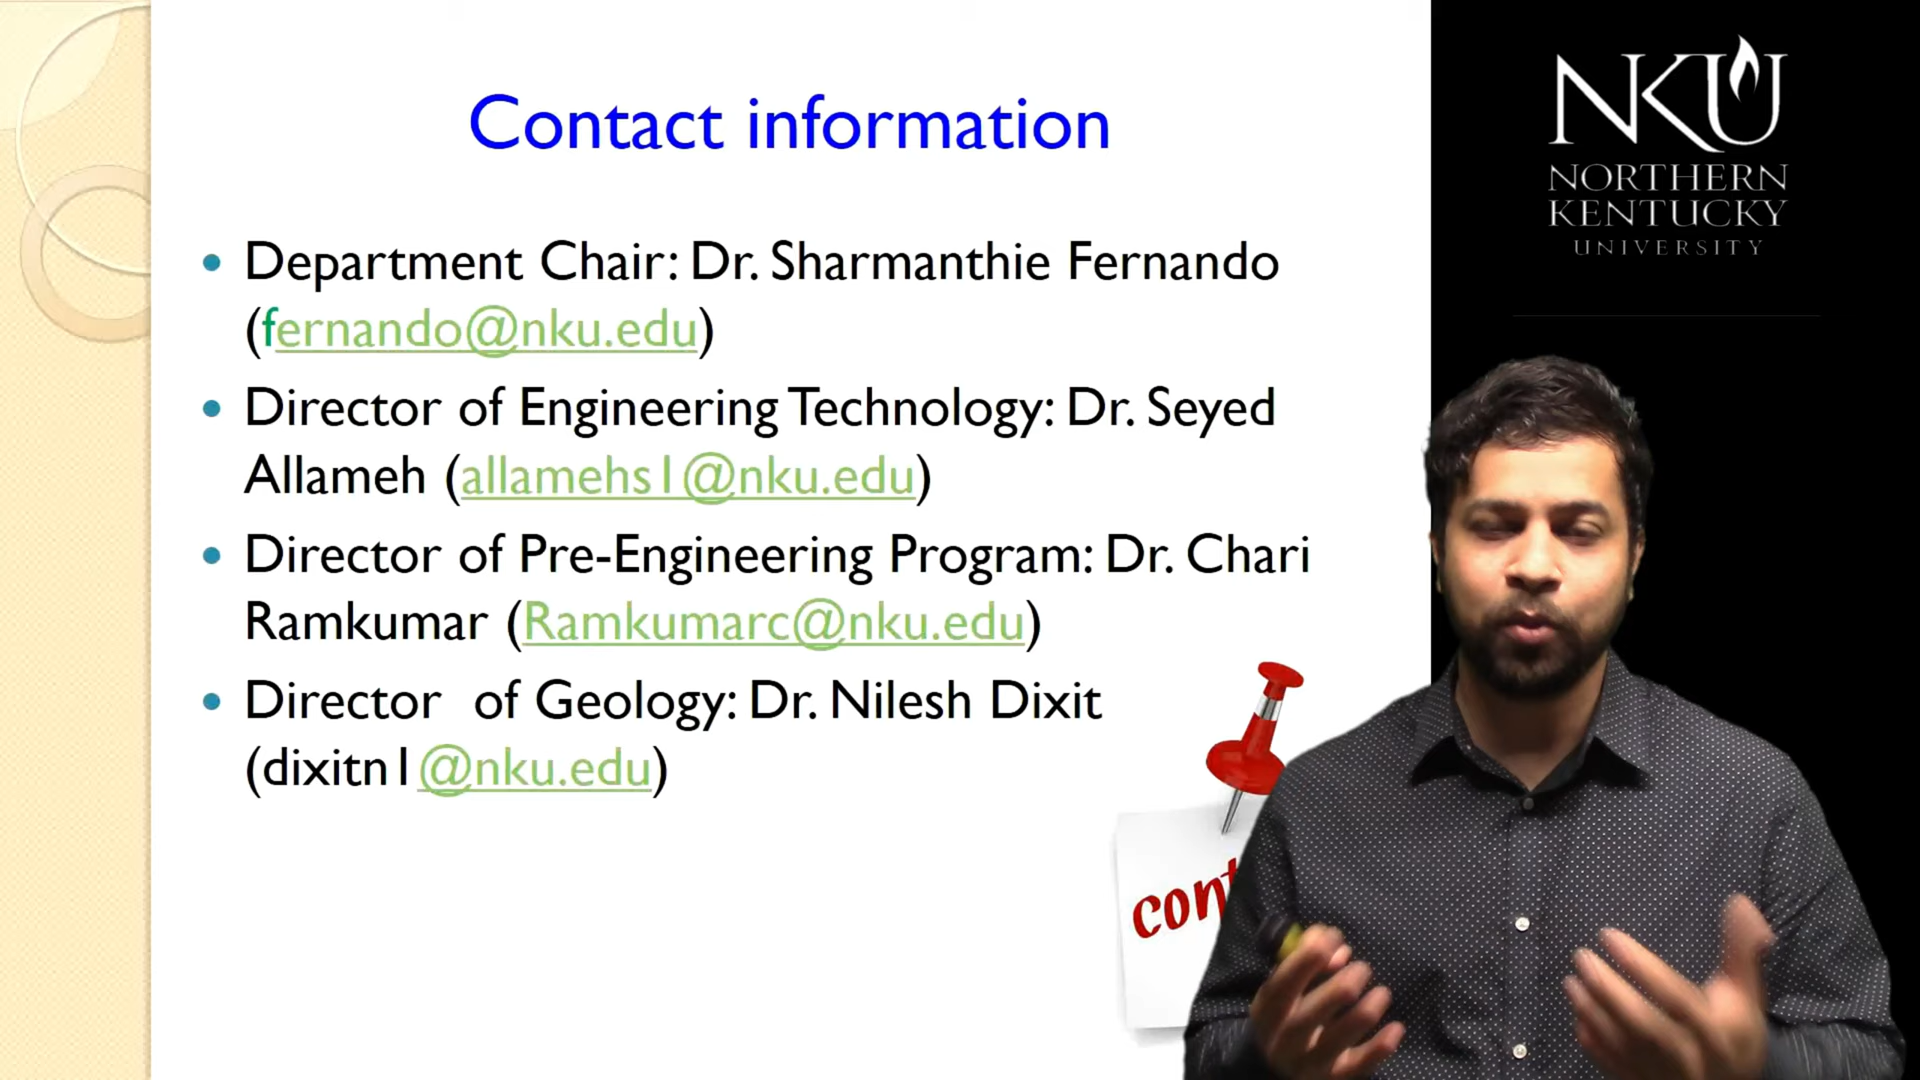 Contact information
• Department Chair: Dr. Sharmanthie Fernando
(fernando@nku.edu)
• Director of Engineering Technology: Dr. Seyed
Allameh (allamehs1@nku.edu)
• Director of Pre-Engineering Program: Dr. Chari
Ramkumar (Ramkumarc@nku.edu)
• Director of Geology: Dr. Nilesh Dixit
(dixitn1@nku.edu)
NKU
NORTHERN
KENTUCKY
UNIVERSITY